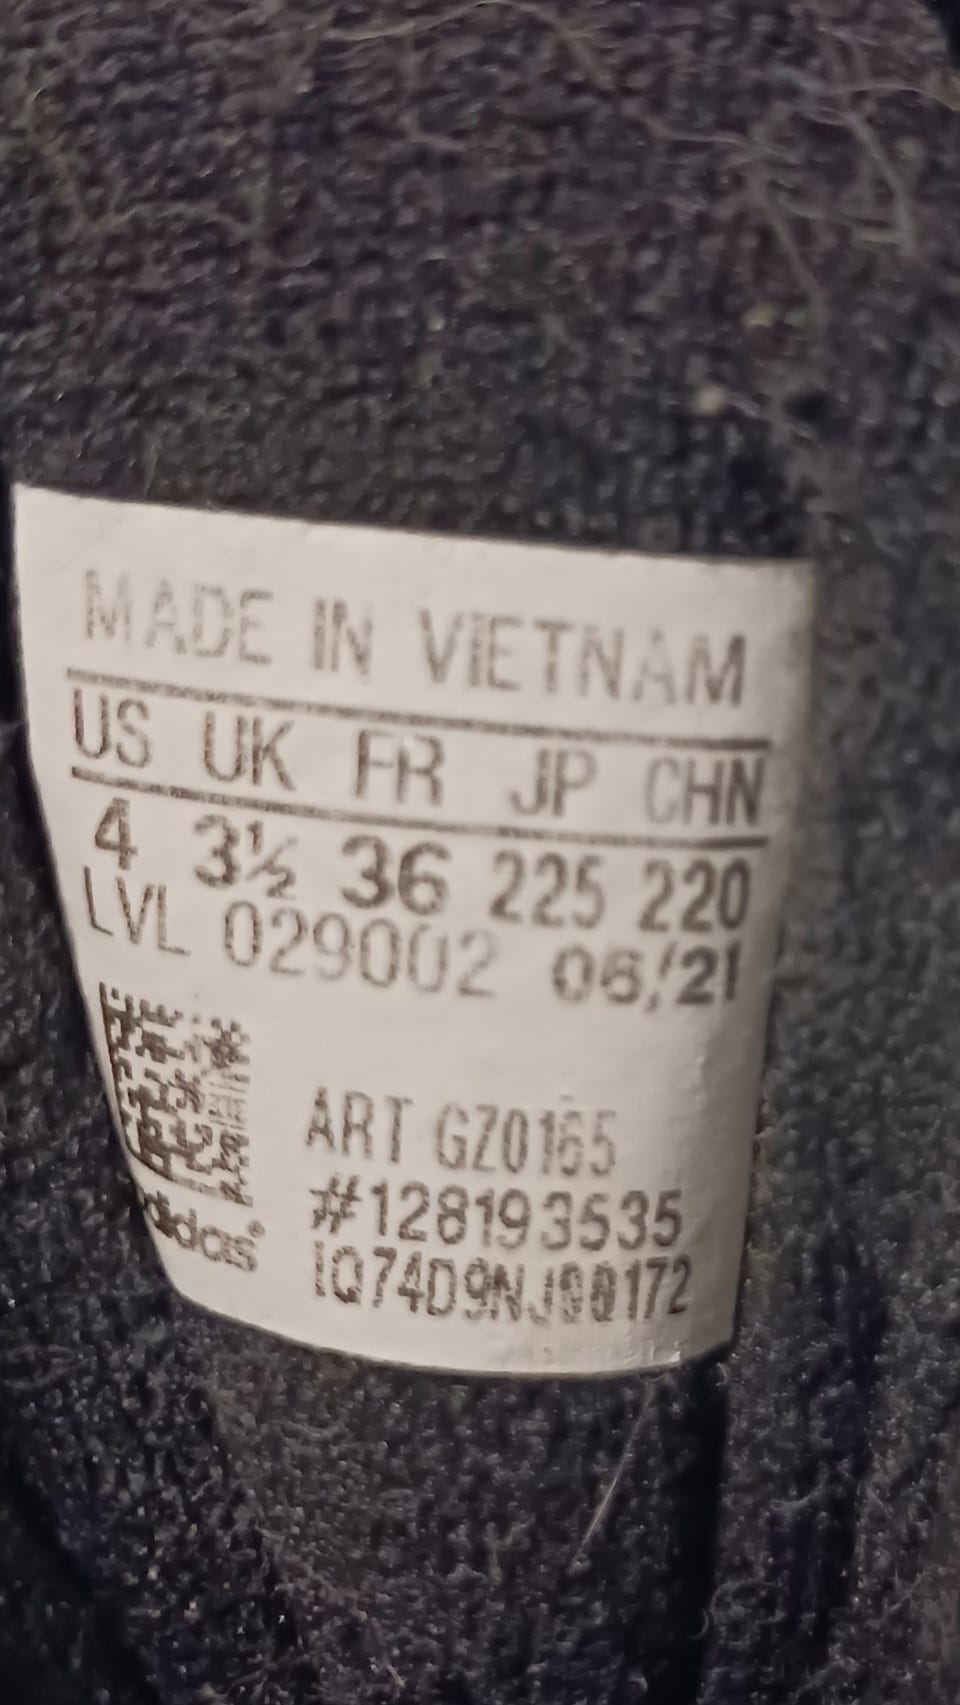 MADE IN VIETNAM
US UK FR JP CHN
4 3½ 36 225 220
LVL 029002 06/21
ART GZ0165
#128193535
adidas®